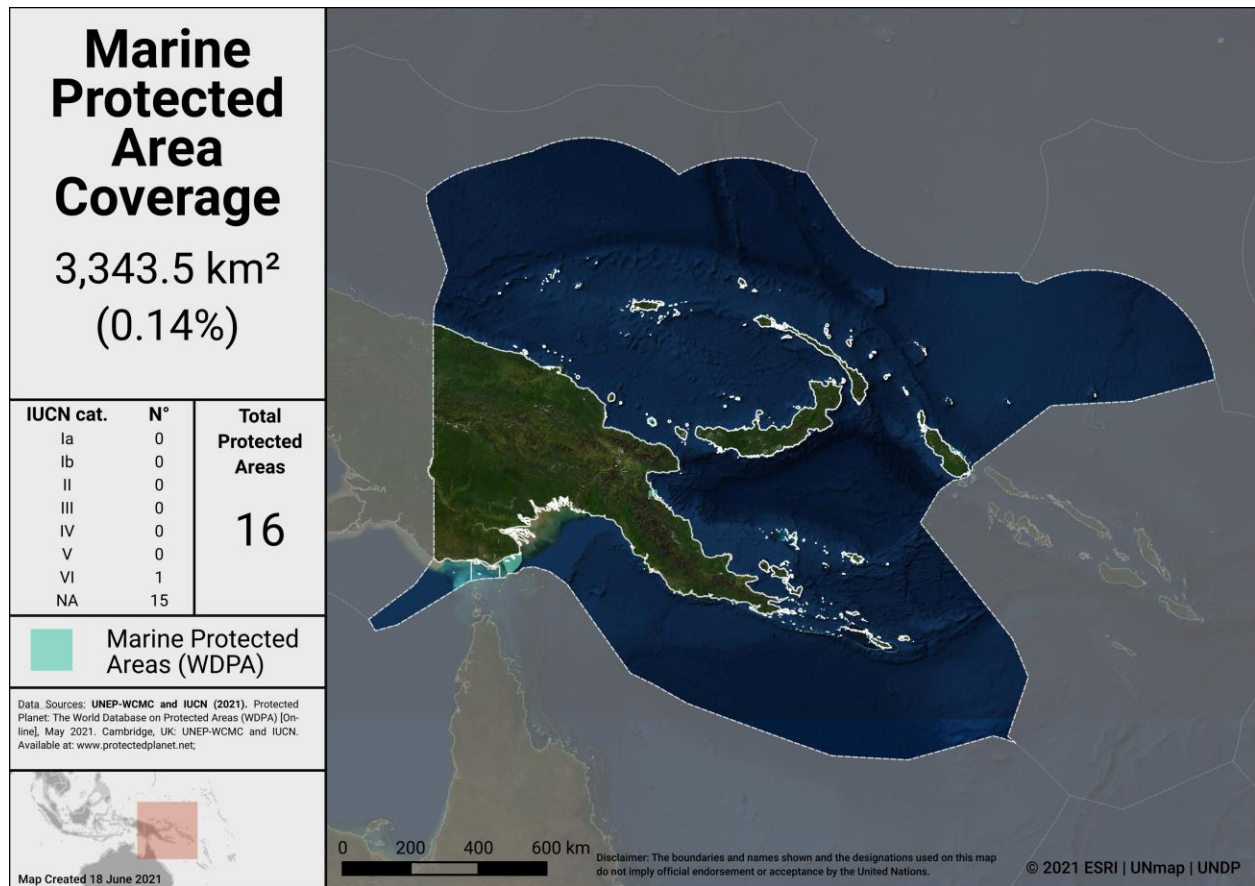 Marine
Protected
Area
Coverage
3,343.5 km²
(0.14%)
IUCN cat. N°
Ia 0
Ib 0
II 0
III 0
IV 0
V 0
VI 1
NA 15
Total
Protected
Areas
16
Marine Protected
Areas (WDPA)
Data Sources: UNEP-WCMC and IUCN (2021). Protected
Planet: The World Database on Protected Areas (WDPA) [On-
line], May 2021. Cambridge, UK: UNEP-WCMC and IUCN.
Available at: www.protectedplanet.net;
Map Created 18 June 2021
0 200 400 600 km
Disclaimer: The boundaries and names shown and the designations used on this map
do not imply official endorsement or acceptance by the United Nations.
© 2021 ESRI | UNmap | UNDP